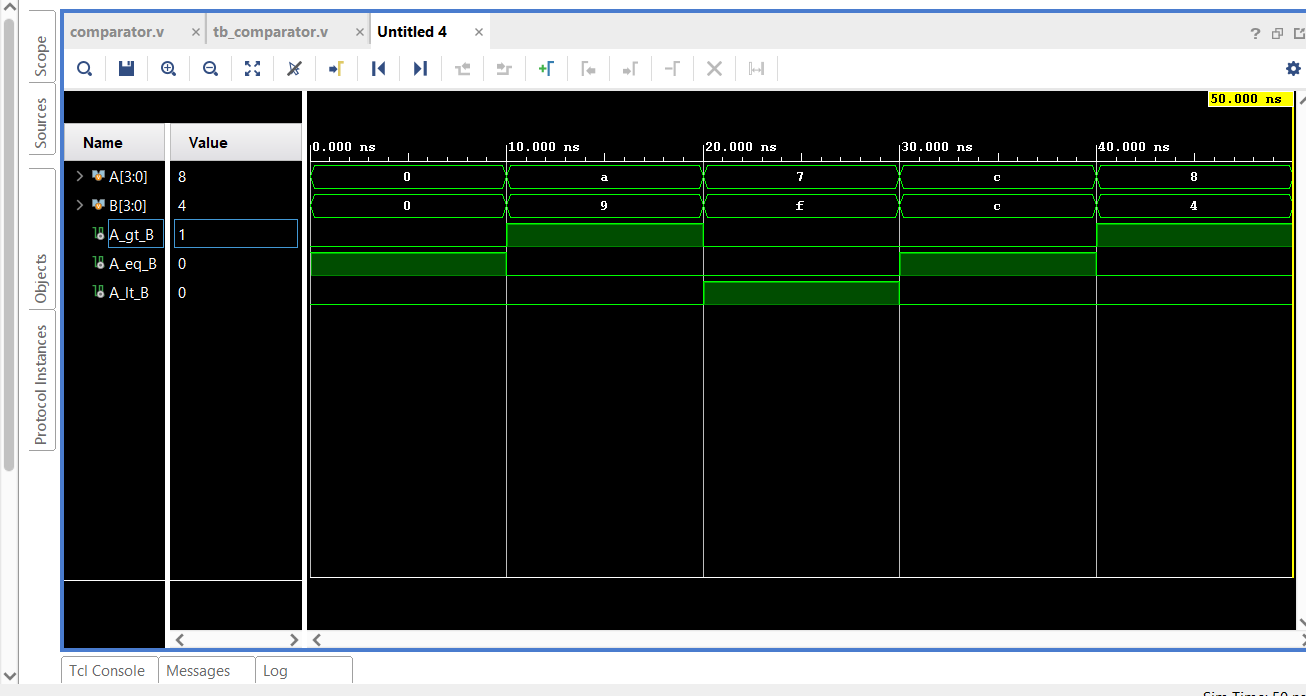 comparator.v × tb_comparator.v × Untitled 4 ×
?
Scope
Sources
Objects
Protocol Instances
50.000 ns
Name Value
0.000 ns 10.000 ns 20.000 ns 30.000 ns 40.000 ns
A[3:0] 8 0 a 7 c 8
B[3:0] 4 0 9 f c 4
A_gt_B 1
A_eq_B 0
A_lt_B 0
Tcl Console Messages Log
Sim Time: 50 ns